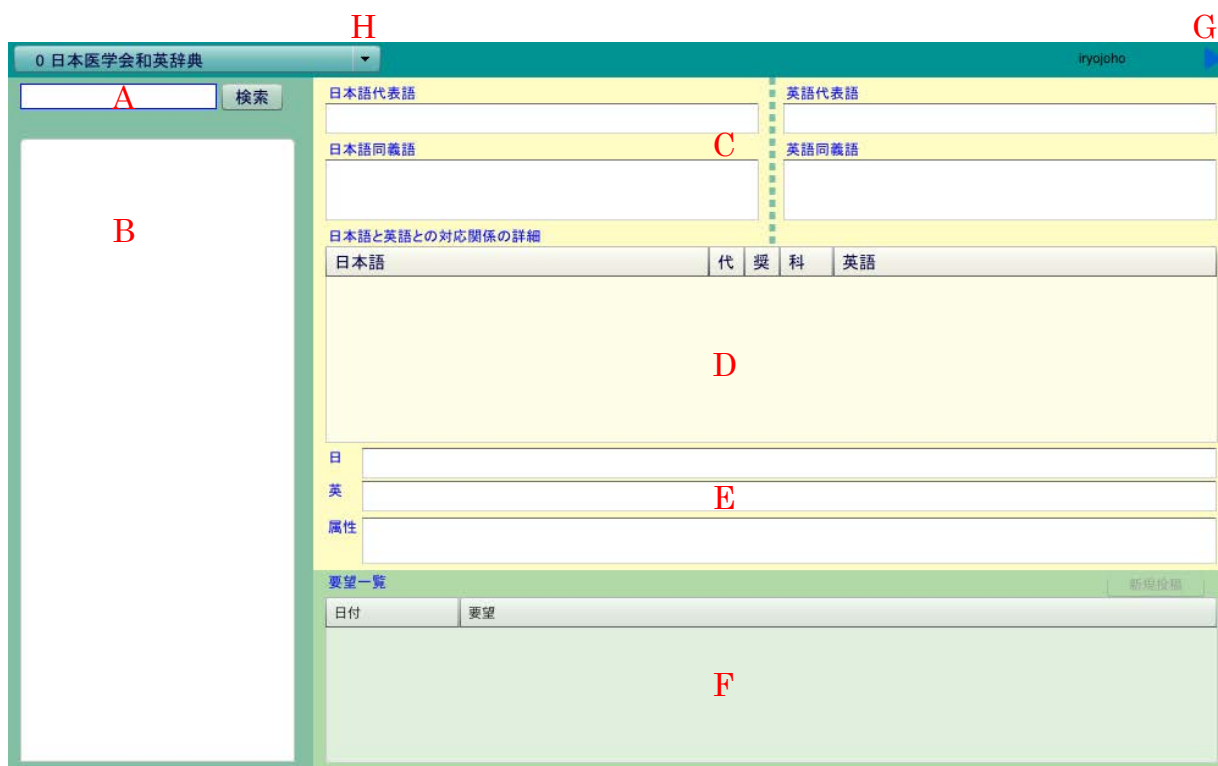 H G
0 日本医学会和英辞典 iryojoho
A 検索
日本語代表語 英語代表語
C
日本語同義語 英語同義語
B
日本語と英語との対応関係の詳細
日本語 代 奨 科 英語
D
日
英 E
属性
要望一覧 新規投稿
日付 要望
F